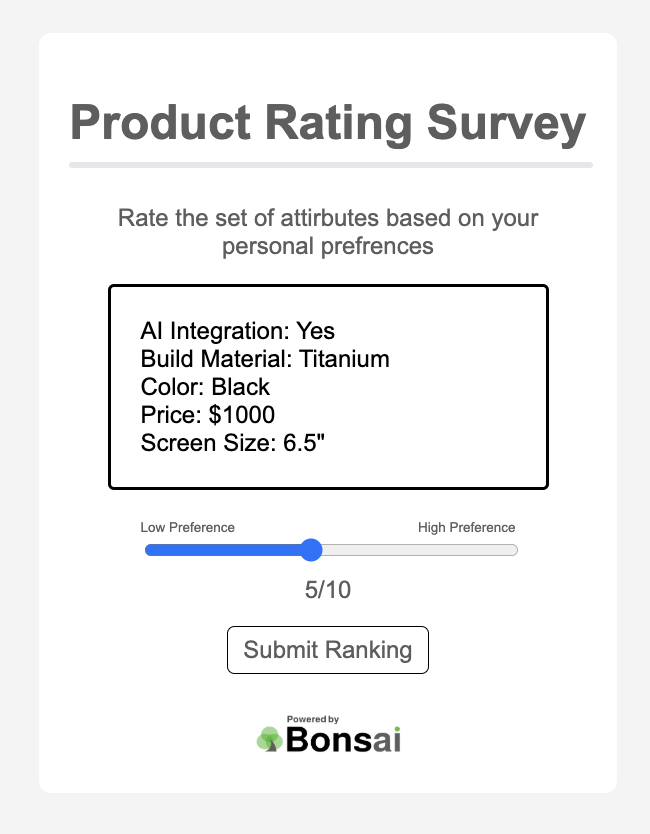 Product Rating Survey
Rate the set of attirbutes based on your
personal prefrences
AI Integration: Yes
Build Material: Titanium
Color: Black
Price: $1000
Screen Size: 6.5"
Low Preference High Preference
5/10
Submit Ranking
Powered by
Bonsai